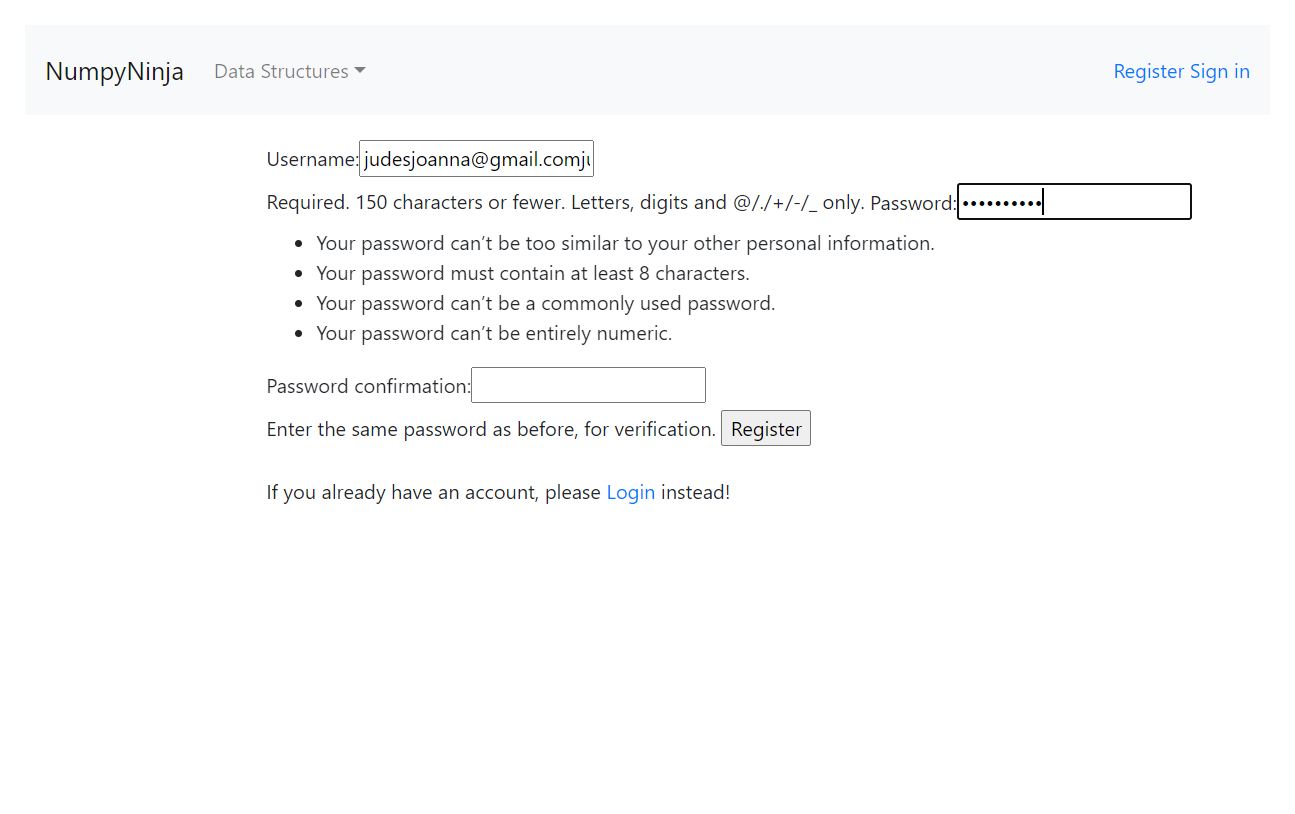 NumpyNinja Data Structures Register Sign in
Username: judesjoanna@gmail.comju
Required. 150 characters or fewer. Letters, digits and @/./+/-/_ only. Password: ••••••••••
Your password can’t be too similar to your other personal information.
Your password must contain at least 8 characters.
Your password can’t be a commonly used password.
Your password can’t be entirely numeric.
Password confirmation:
Enter the same password as before, for verification. Register
If you already have an account, please Login instead!